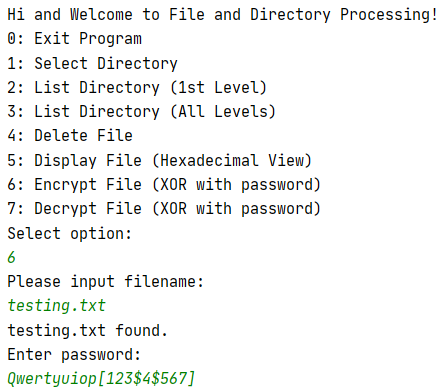 Hi and Welcome to File and Directory Processing!
0: Exit Program
1: Select Directory
2: List Directory (1st Level)
3: List Directory (All Levels)
4: Delete File
5: Display File (Hexadecimal View)
6: Encrypt File (XOR with password)
7: Decrypt File (XOR with password)
Select option:
6
Please input filename:
testing.txt
testing.txt found.
Enter password:
Qwertyuiop[123$4$567]